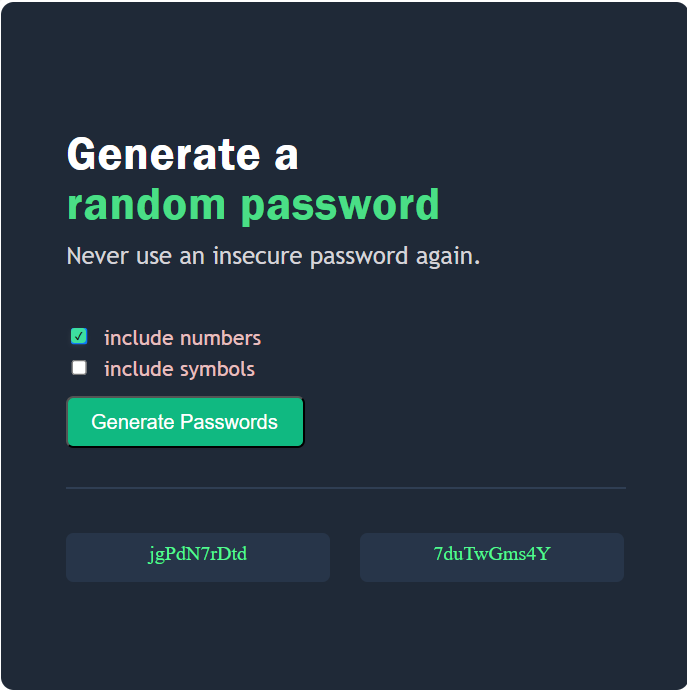 Generate a
random password
Never use an insecure password again.
include numbers
include symbols
Generate Passwords
jgPdN7rDtd
7duTwGms4Y